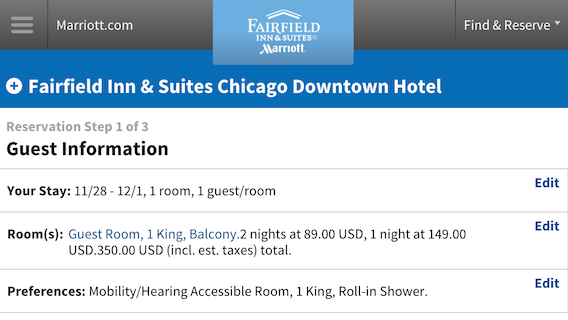 Marriott.com
FAIRFIELD
INN & SUITES®
Marriott.
Find & Reserve
Fairfield Inn & Suites Chicago Downtown Hotel
Reservation Step 1 of 3
Guest Information
Your Stay: 11/28 - 12/1, 1 room, 1 guest/room
Edit
Room(s): Guest Room, 1 King, Balcony.2 nights at 89.00 USD, 1 night at 149.00
USD.350.00 USD (incl. est. taxes) total.
Edit
Preferences: Mobility/Hearing Accessible Room, 1 King, Roll-in Shower.
Edit